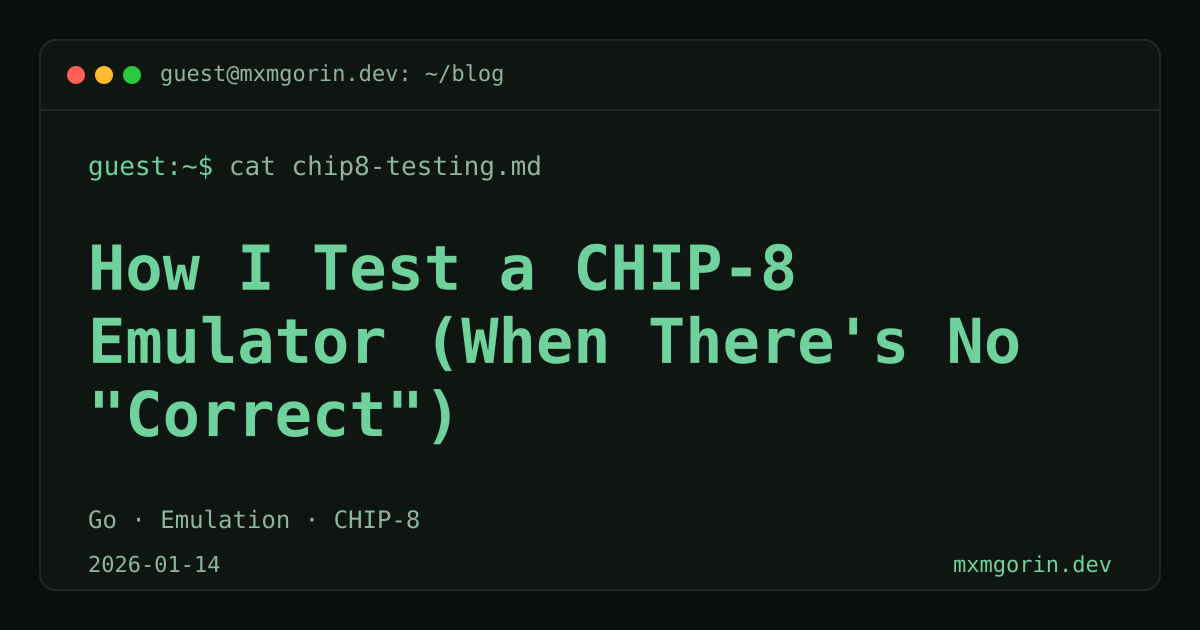 guest@mxmgorin.dev: ~/blog
guest:~$ cat chip8-testing.md
How I Test a CHIP-8
Emulator (When There's No
"Correct")
Go · Emulation · CHIP-8
2026-01-14
mxmgorin.dev